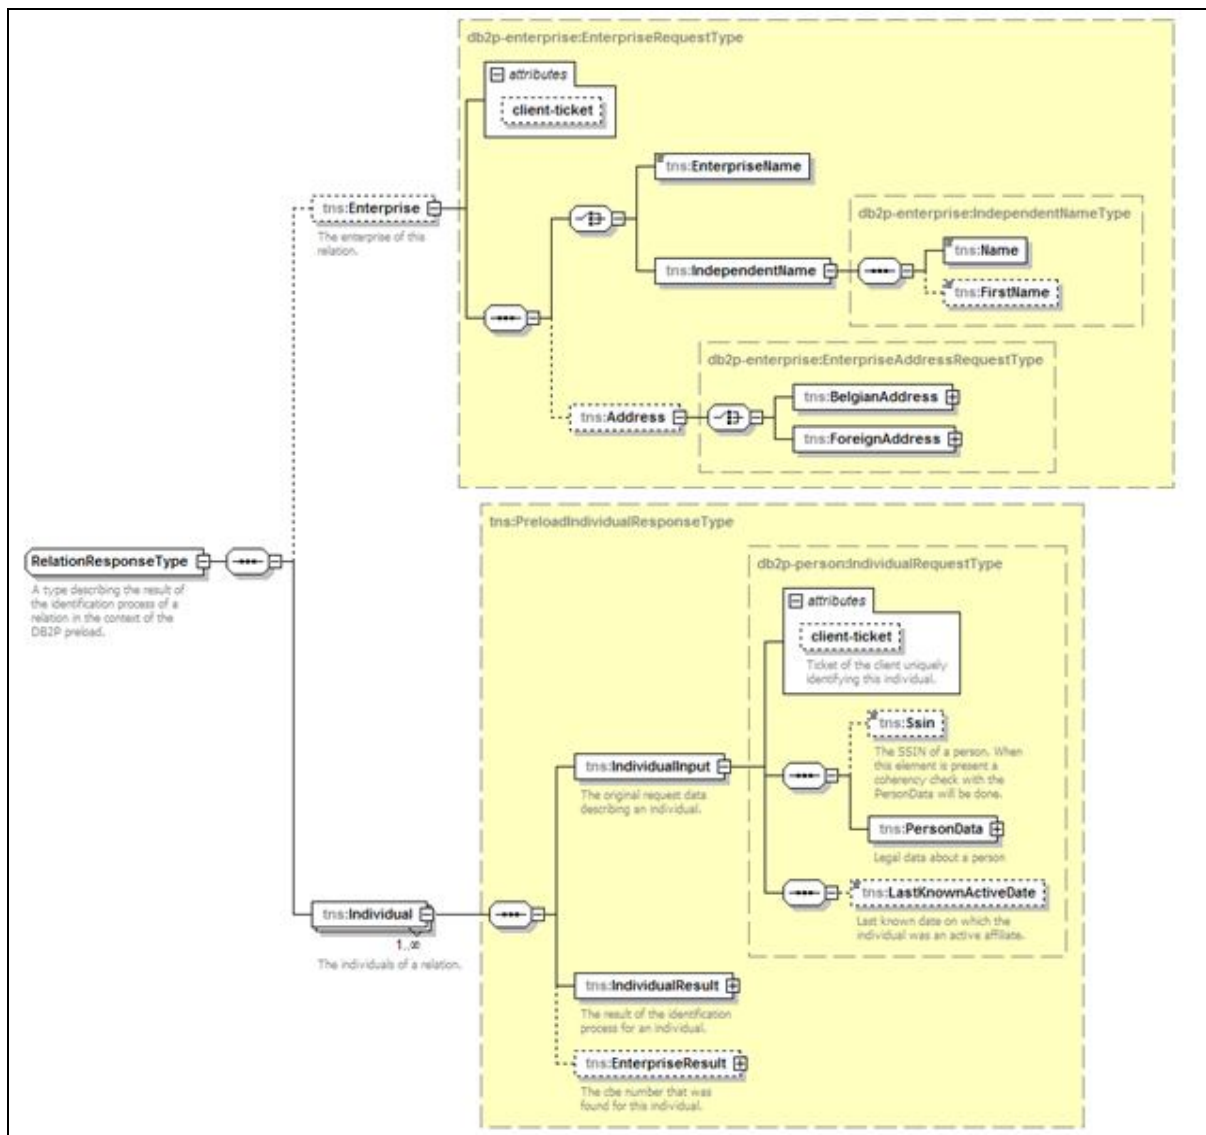 db2p-enterprise:EnterpriseRequestType
attributes
client-ticket
tns:EnterpriseName
tns:Enterprise
The enterprise of this
relation.
db2p-enterprise:IndependentNameType
tns:Name
tns:IndependentName
tns:FirstName
db2p-enterprise:EnterpriseAddressRequestType
tns:BelgianAddress
tns:Address
tns:ForeignAddress
RelationResponseType
A type describing the result of
the identification process of a
relation in the context of the
DB2P preload.
tns:PreloadIndividualResponseType
db2p-person:IndividualRequestType
attributes
client-ticket
Ticket of the client uniquely
identifying this individual.
tns:Ssin
The SSIN of a person. When
this element is present a
coherency check with the
PersonData will be done.
tns:IndividualInput
The original request data
describing an individual.
tns:PersonData
Legal data about a person
tns:LastKnownActiveDate
Last known date on which the
individual was an active affiliate.
tns:Individual
1..∞
The individuals of a relation.
tns:IndividualResult
The result of the identification
process for an individual.
tns:EnterpriseResult
The cbe number that was
found for this individual.